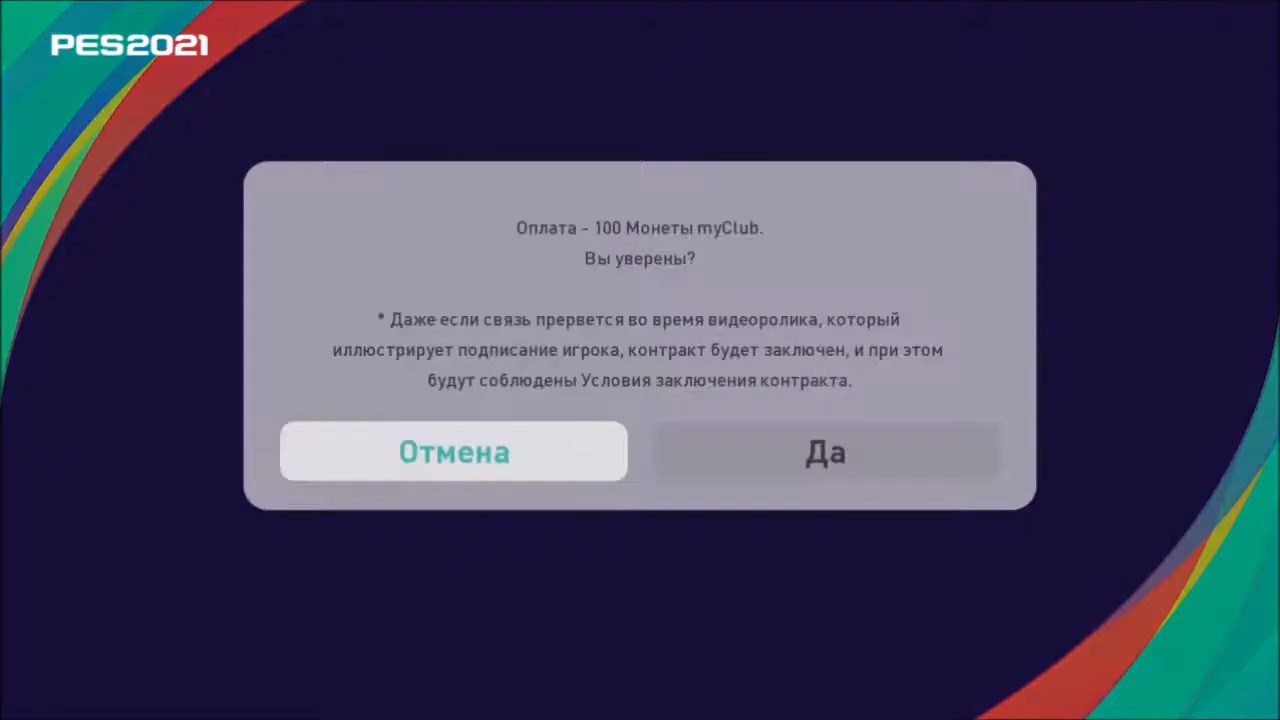 PES2021
Оплата - 100 Монеты myClub.
Вы уверены?
* Даже если связь прервется во время видеоролика, который
иллюстрирует подписание игрока, контракт будет заключен, и при этом
будут соблюдены Условия заключения контракта.
Отмена
Да